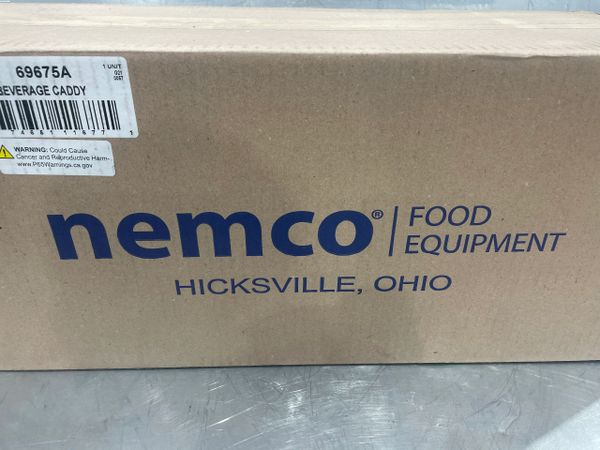 69675A
1 UNIT
BEVERAGE CADDY
WARNING: Could Cause
Cancer and Reproductive Harm-
www.P65Warnings.ca.gov
nemco® | FOOD
EQUIPMENT
HICKSVILLE, OHIO